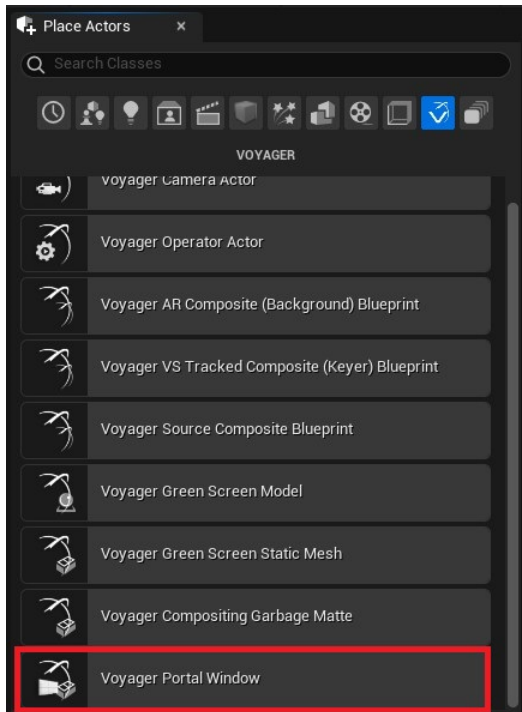 Place Actors
Search Classes
VOYAGER
Voyager Camera Actor
Voyager Operator Actor
Voyager AR Composite (Background) Blueprint
Voyager VS Tracked Composite (Keyer) Blueprint
Voyager Source Composite Blueprint
Voyager Green Screen Model
Voyager Green Screen Static Mesh
Voyager Compositing Garbage Matte
Voyager Portal Window